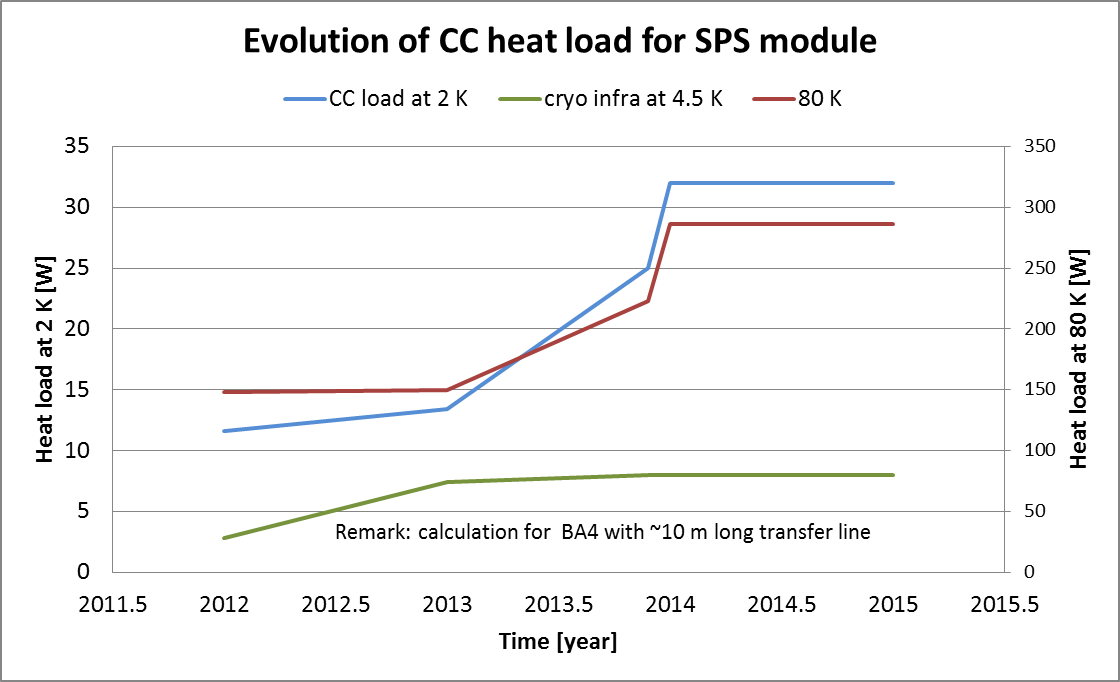 Evolution of CC heat load for SPS module
CC load at 2 K cryo infra at 4.5 K 80 K
35 350
30 300
25 250
20 200
15 150
10 100
5 50
0 0
Heat load at 2 K [W]
Heat load at 80 K [W]
Remark: calculation for BA4 with ~10 m long transfer line
2011.5 2012 2012.5 2013 2013.5 2014 2014.5 2015 2015.5
Time [year]